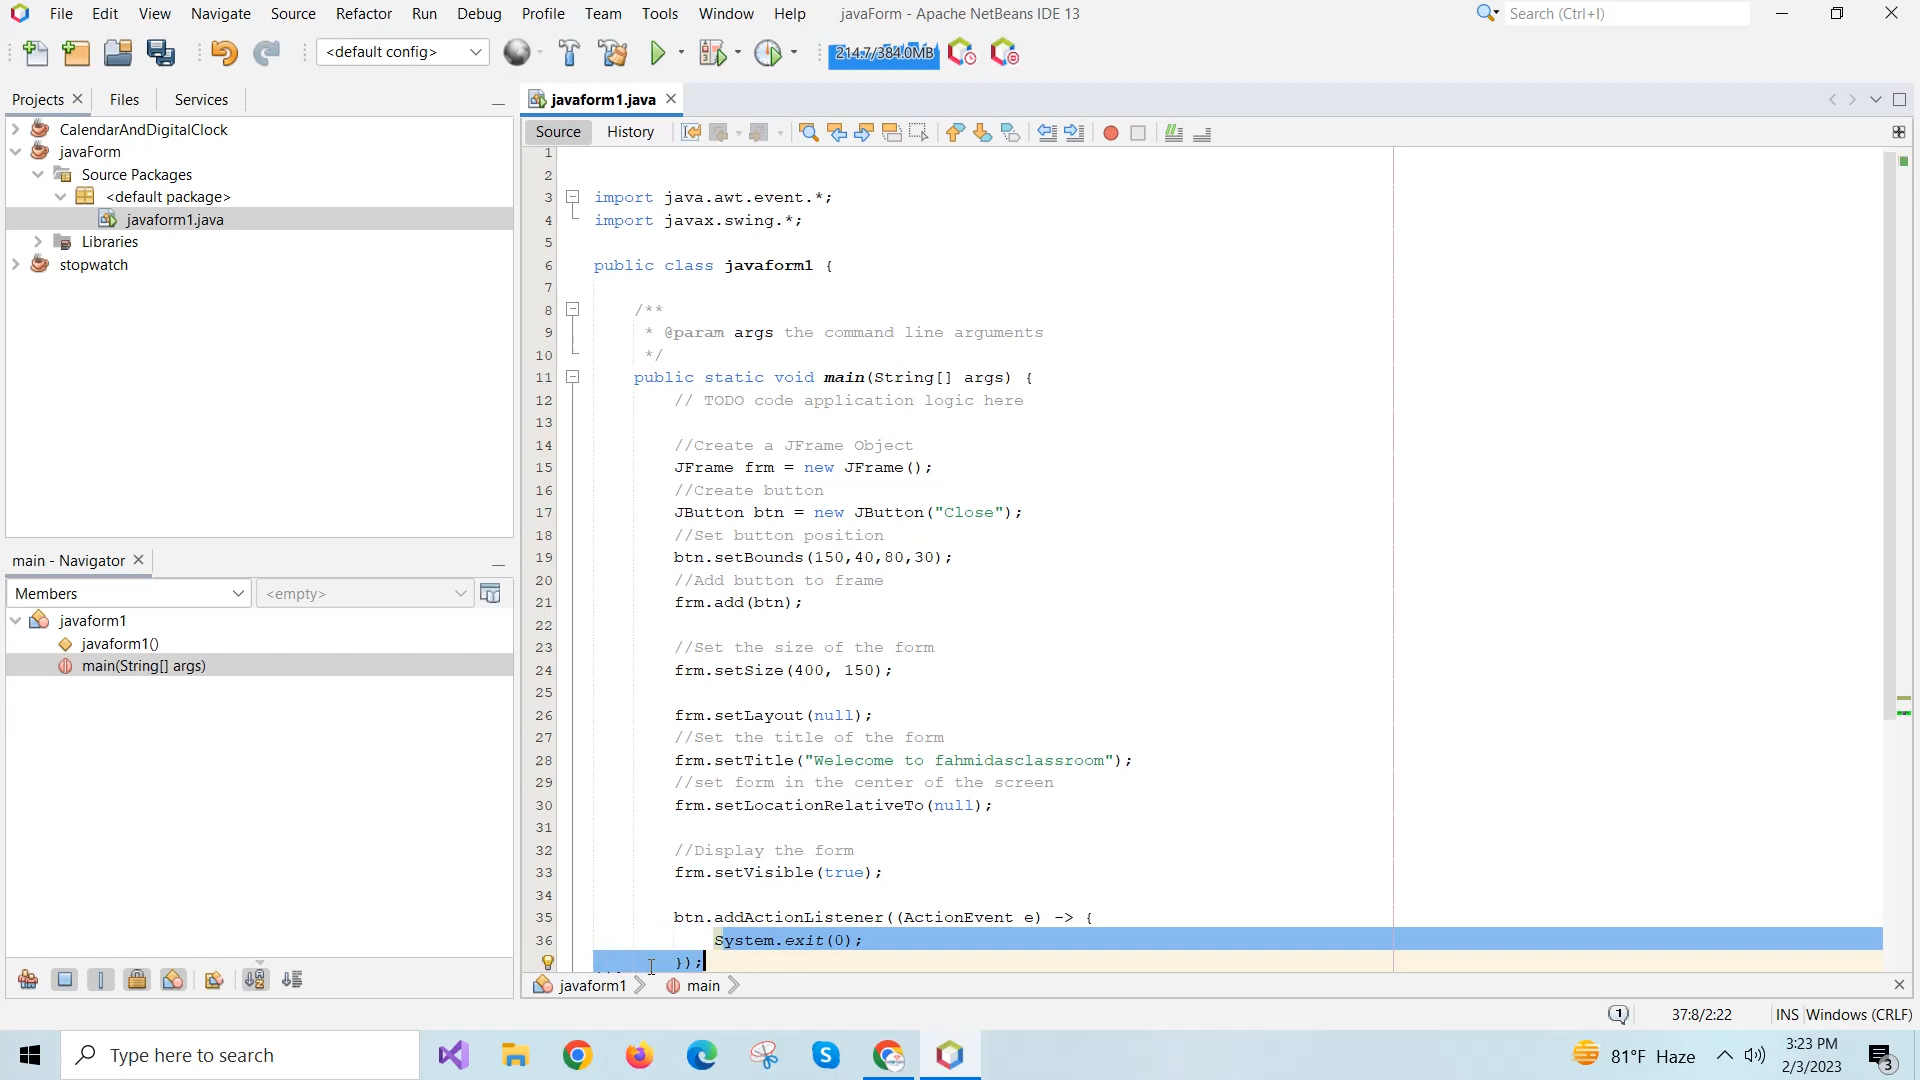 File Edit View Navigate Source Refactor Run Debug Profile Team Tools Window Help javaForm - Apache NetBeans IDE 13 Search (Ctrl+I)
<default config> 214.7/384.0MB
Projects Files Services
CalendarAndDigitalClock
javaForm
Source Packages
<default package>
javaform1.java
Libraries
stopwatch
main - Navigator
Members <empty>
javaform1
javaform1()
main(String[] args)
javaform1.java
Source History
1
2
3 import java.awt.event.*;
4 import javax.swing.*;
5
6 public class javaform1 {
7
8 /**
9 * @param args the command line arguments
10 */
11 public static void main(String[] args) {
12 // TODO code application logic here
13
14 //Create a JFrame Object
15 JFrame frm = new JFrame();
16 //Create button
17 JButton btn = new JButton("Close");
18 //Set button position
19 btn.setBounds(150,40,80,30);
20 //Add button to frame
21 frm.add(btn);
22
23 //Set the size of the form
24 frm.setSize(400, 150);
25
26 frm.setLayout(null);
27 //Set the title of the form
28 frm.setTitle("Welecome to fahmidasclassroom");
29 //set form in the center of the screen
30 frm.setLocationRelativeTo(null);
31
32 //Display the form
33 frm.setVisible(true);
34
35 btn.addActionListener((ActionEvent e) -> {
36 System.exit(0);
});
javaform1 main
1 37:8/2:22 INS Windows (CRLF)
Type here to search 81°F Haze 3:23 PM
2/3/2023 3